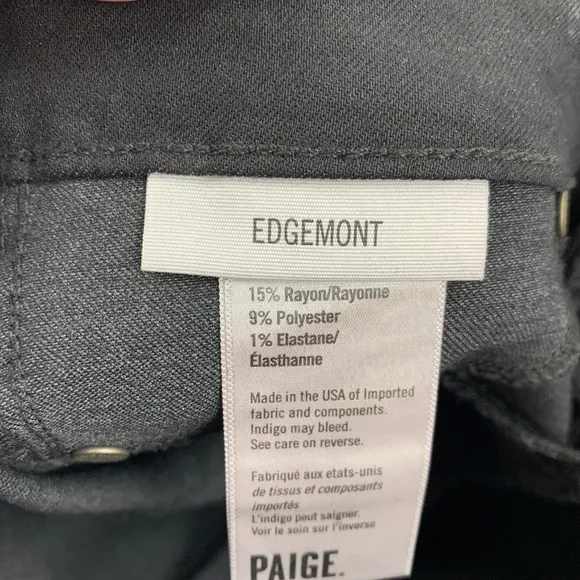 EDGEMONT
15% Rayon/Rayonne
9% Polyester
1% Elastane/
Élasthanne
Made in the USA of Imported
fabric and components.
Indigo may bleed.
See care on reverse.
Fabriqué aux etats-unis
de tissus et composants
importés
L'indigo peut saigner.
Voir le soin sur l'inverse
PAIGE.